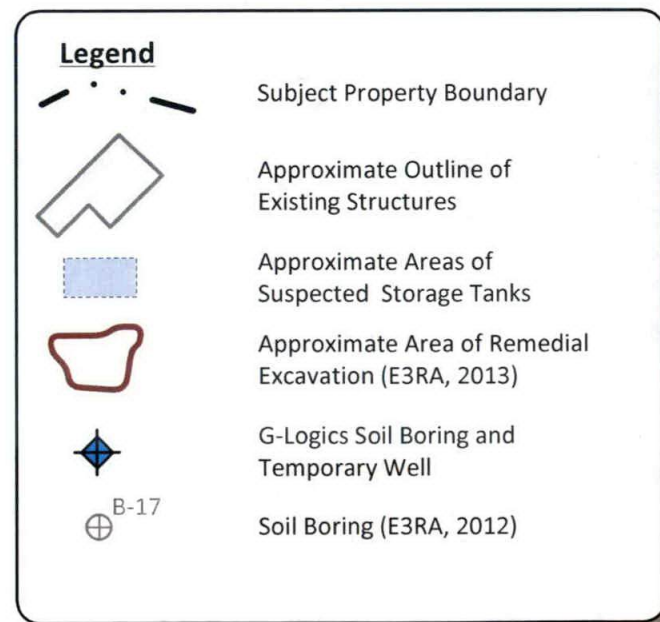 Legend
Subject Property Boundary
Approximate Outline of
Existing Structures
Approximate Areas of
Suspected Storage Tanks
Approximate Area of Remedial
Excavation (E3RA, 2013)
G-Logics Soil Boring and
Temporary Well
B-17
Soil Boring (E3RA, 2012)